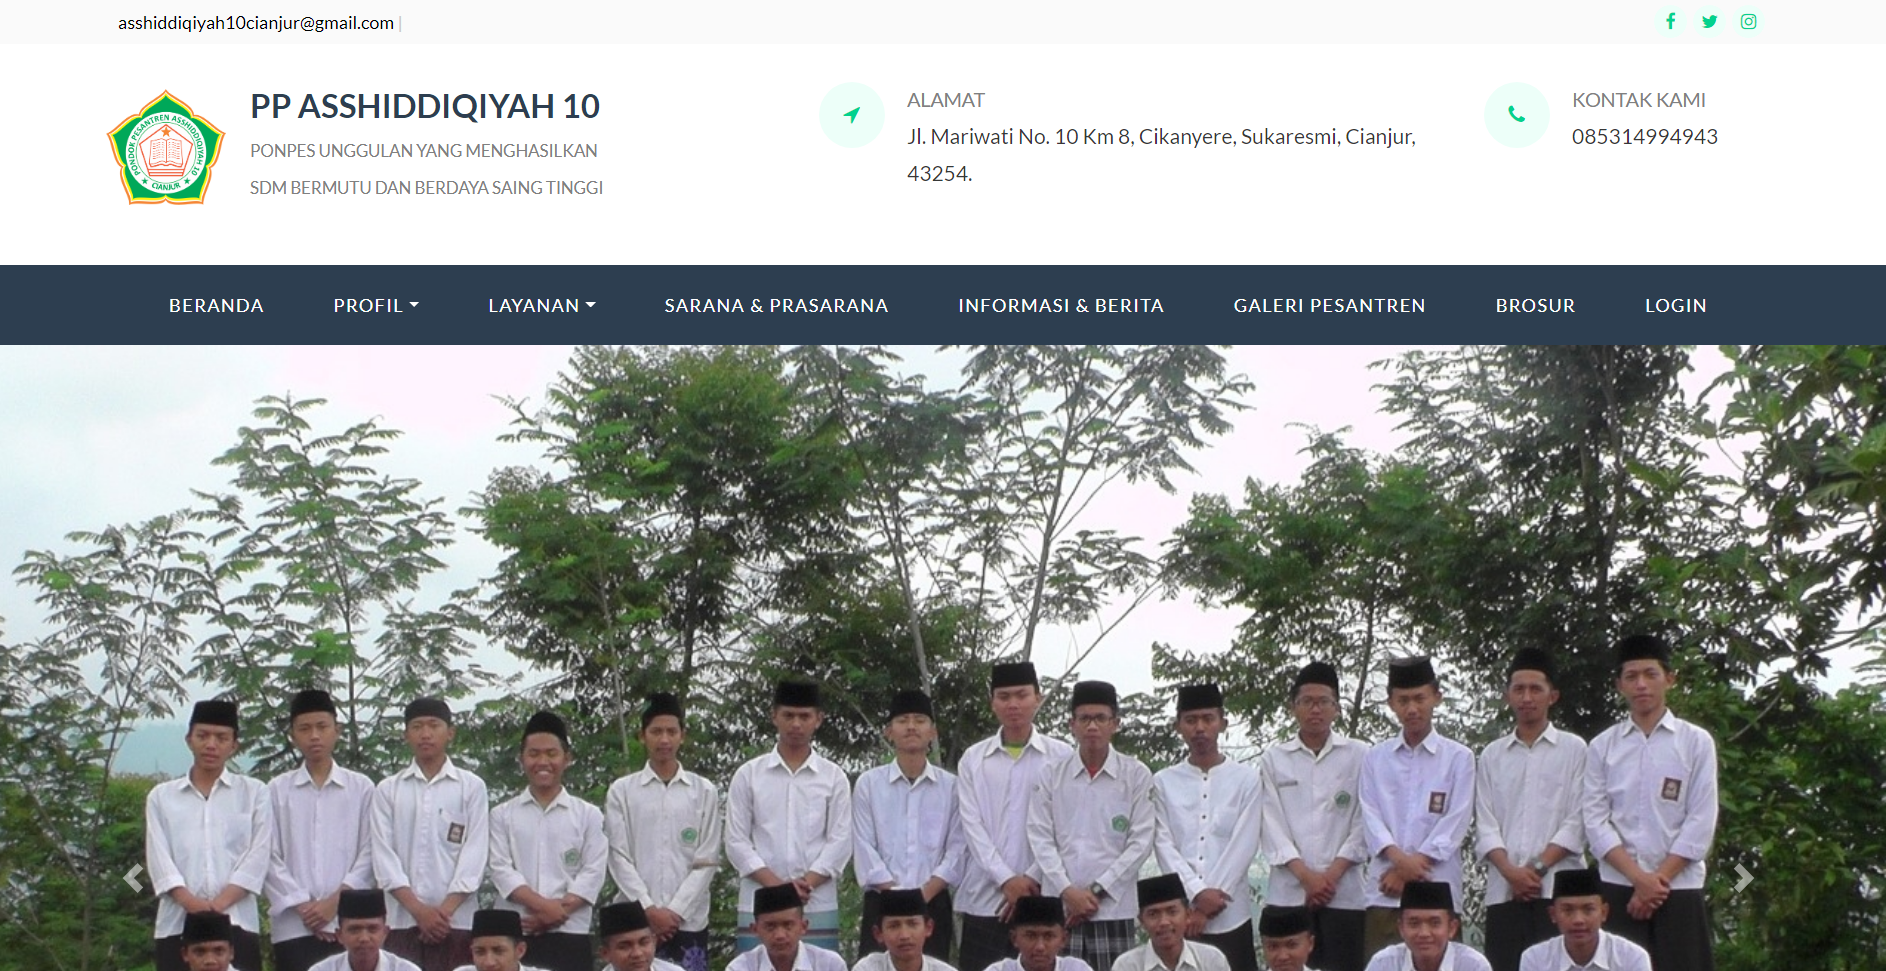 asshiddiqiyah10cianjur@gmail.com |
PP ASSHIDDIQIYAH 10
PONPES UNGGULAN YANG MENGHASILKAN
SDM BERMUTU DAN BERDAYA SAING TINGGI
PONDOK PESANTREN ASSHIDDIQIYAH 10
CIANJUR
ALAMAT
Jl. Mariwati No. 10 Km 8, Cikanyere, Sukaresmi, Cianjur,
43254.
KONTAK KAMI
085314994943
BERANDA
PROFIL
LAYANAN
SARANA & PRASARANA
INFORMASI & BERITA
GALERI PESANTREN
BROSUR
LOGIN